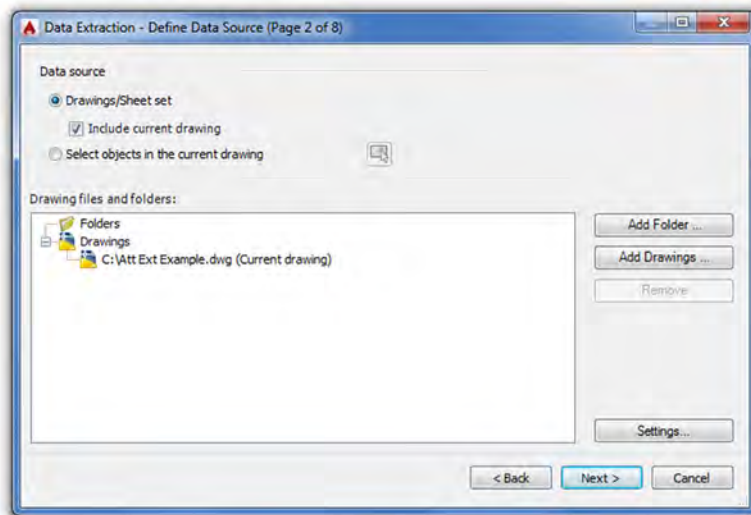 Data Extraction - Define Data Source (Page 2 of 8)
Data source
Drawings/Sheet set
Include current drawing
Select objects in the current drawing
Drawing files and folders:
Folders
Drawings
C:\Att Ext Example.dwg (Current drawing)
Add Folder ...
Add Drawings ...
Remove
Settings...
< Back Next > Cancel